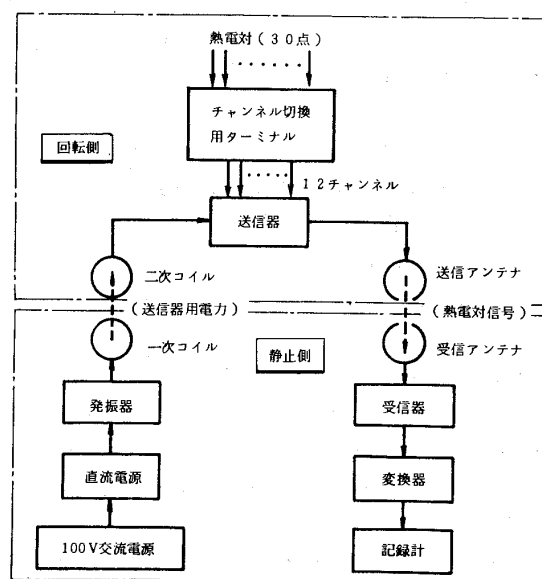 熱電対(30点)
チャンネル切換
用ターミナル
回転側
12チャンネル
送信器
二次コイル
送信アンテナ
(送信器用電力)
(熱電対信号)
一次コイル
静止側
受信アンテナ
発振器
受信器
直流電源
変換器
100V交流電源
記録計